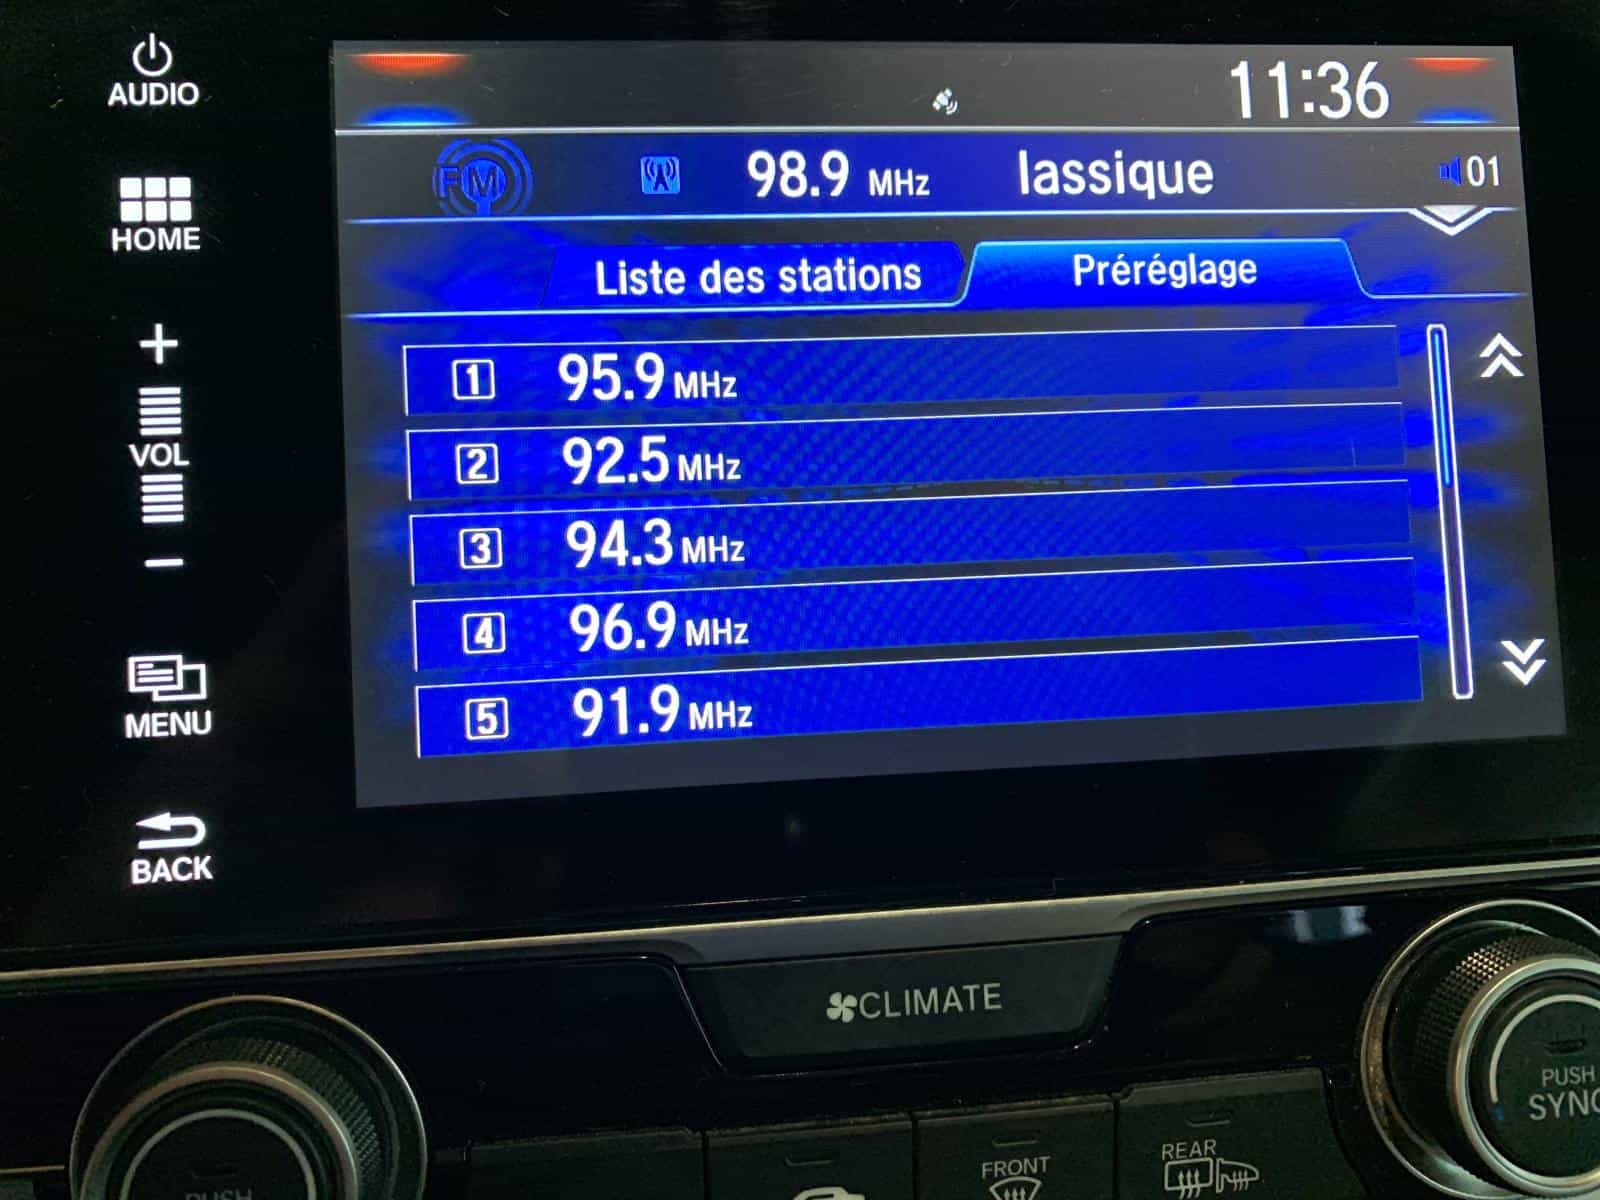 AUDIO
11:36
FM
98.9 MHz lassique 01
HOME
Liste des stations Préréglage
1 95.9 MHz
+
2 92.5 MHz
VOL
3 94.3 MHz
−
4 96.9 MHz
5 91.9 MHz
MENU
BACK
CLIMATE
PUSH
SYNC
FRONT
REAR
PUSH